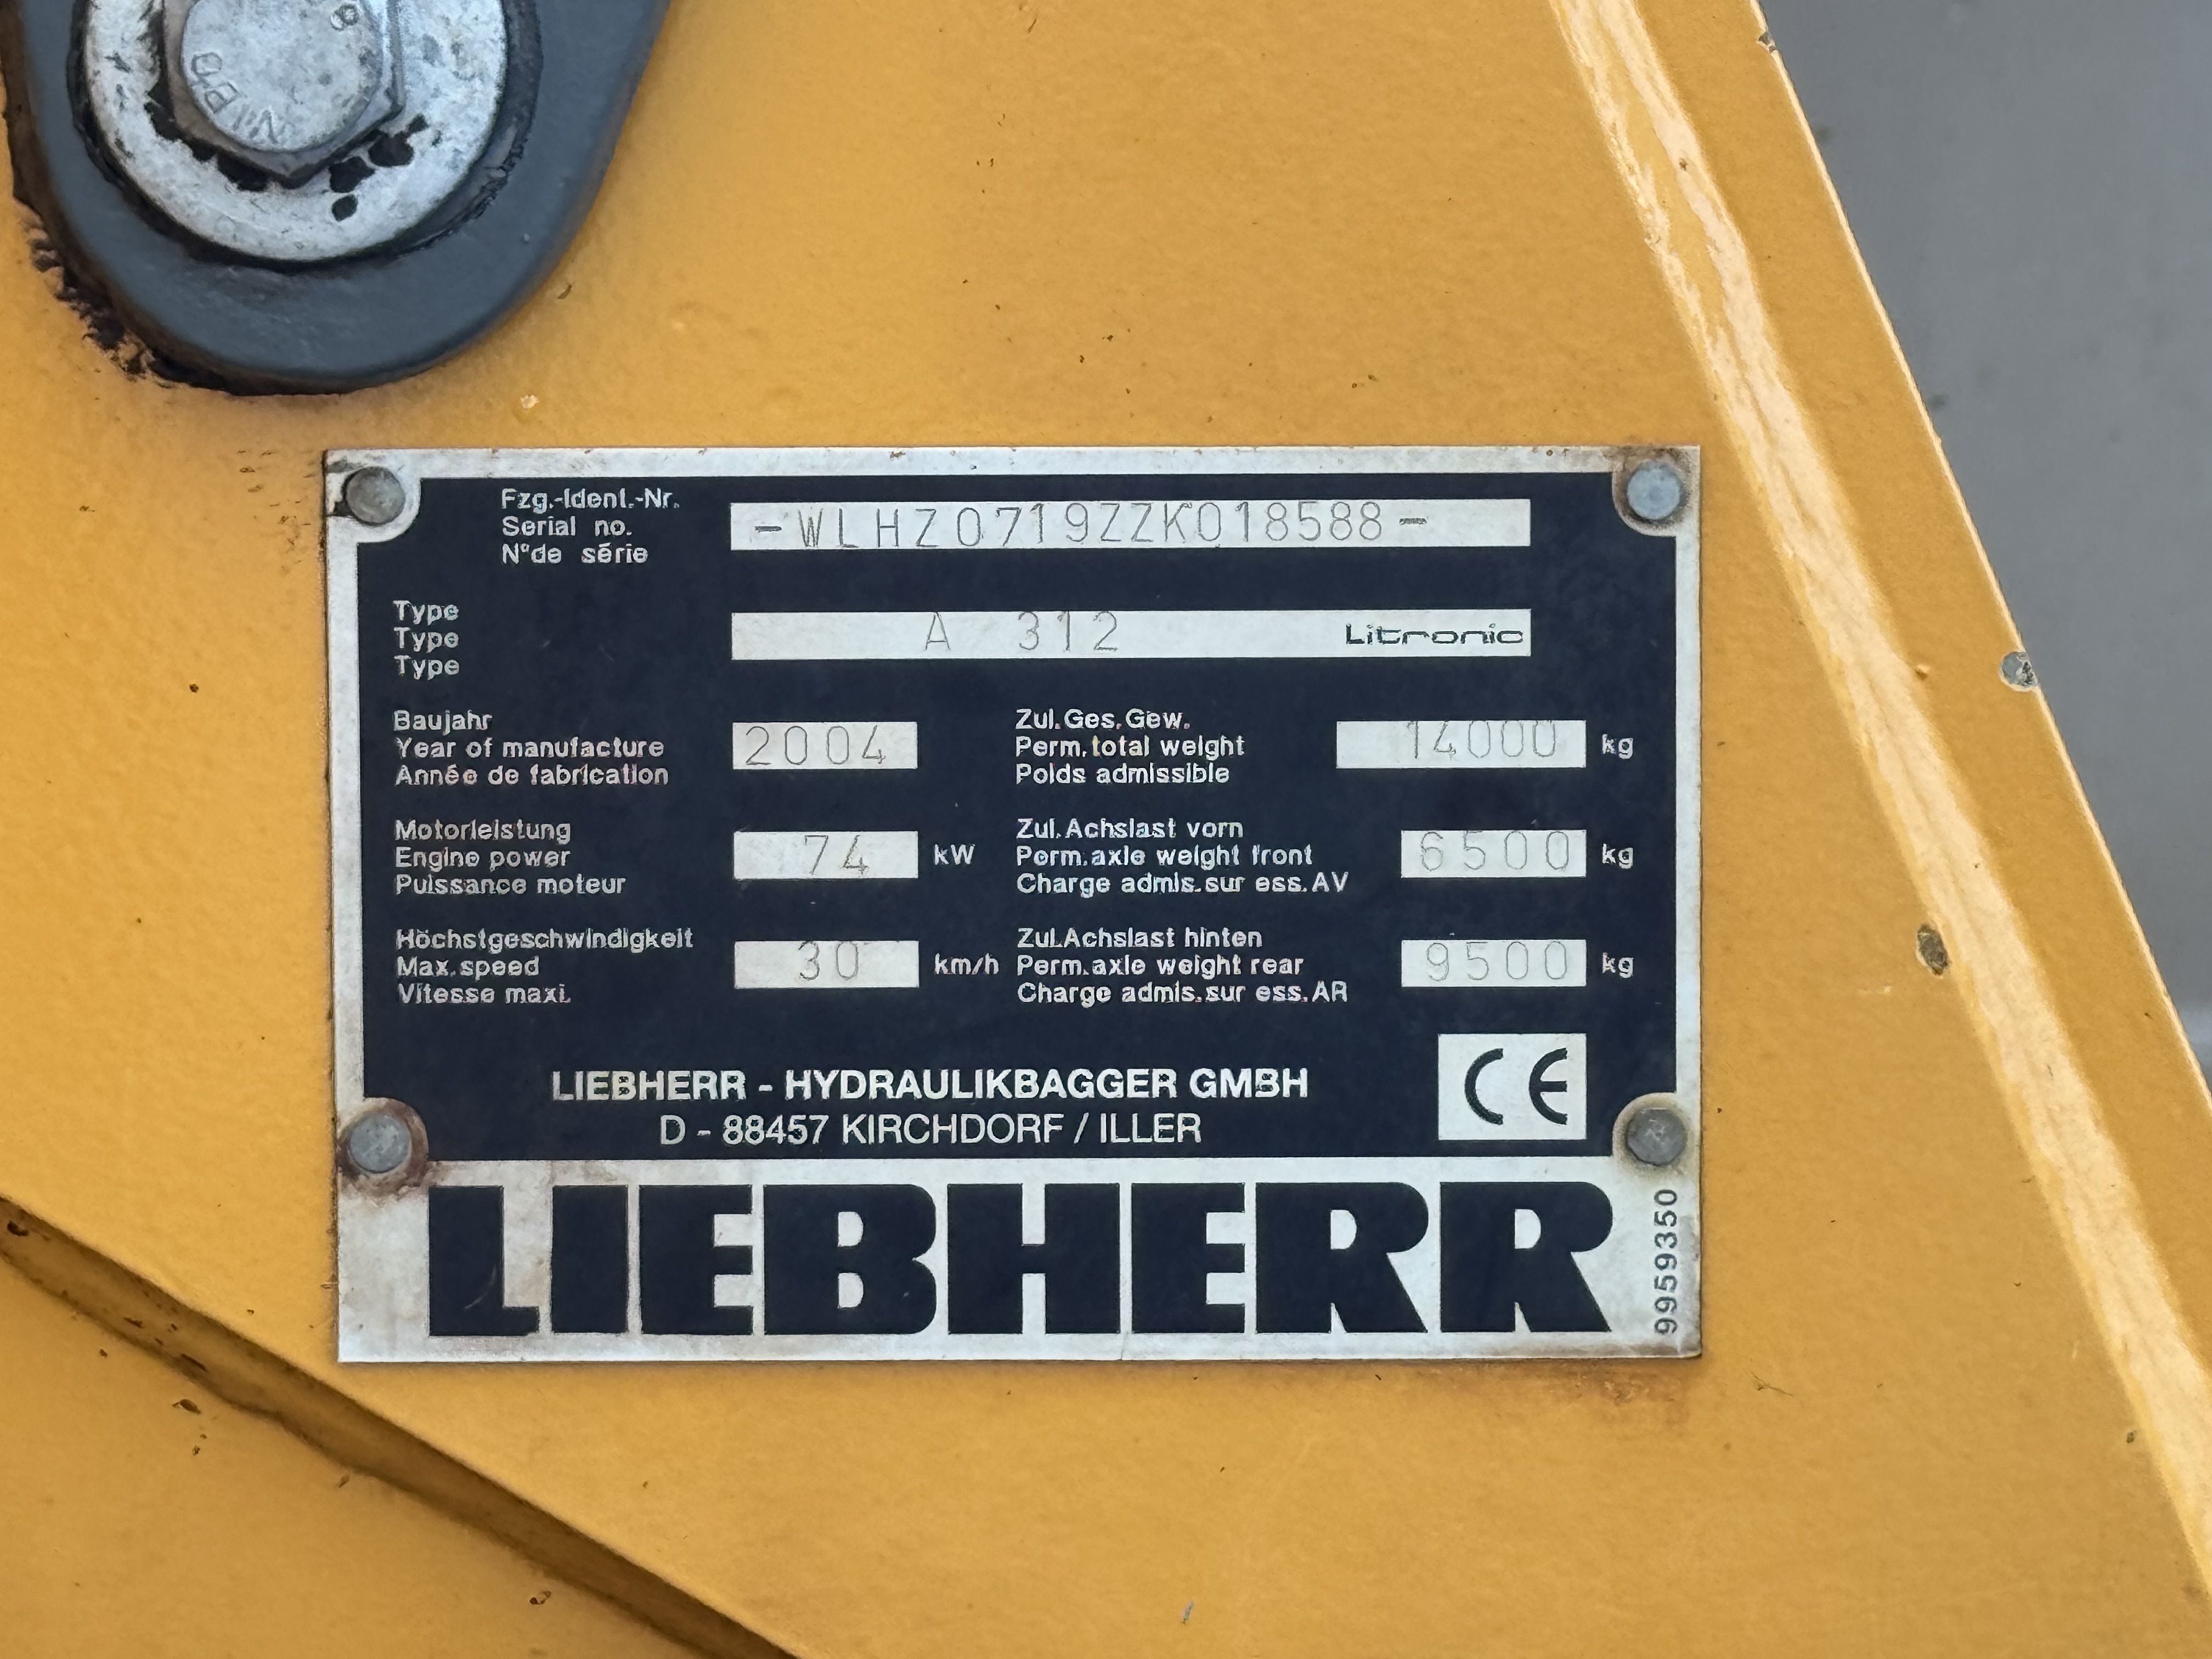 Fzg.-Ident.-Nr.
Serial no.
N°de série
-WLHZ0719ZZK018588-
Type
Type
Type
A 312 Litronic
Baujahr
Year of manufacture
Année de fabrication
2004
Zul.Ges.Gew.
Perm.total weight
Poids admissible
14000 kg
Motorleistung
Engine power
Puissance moteur
74 kW
Zul.Achslast vorn
Perm.axle weight front
Charge admis.sur ess.AV
6500 kg
Höchstgeschwindigkeit
Max.speed
Vitesse maxi.
30 km/h
Zul.Achslast hinten
Perm.axle weight rear
Charge admis.sur ess.AR
9500 kg
LIEBHERR - HYDRAULIKBAGGER GMBH
D - 88457 KIRCHDORF / ILLER
CE
LIEBHERR
99593350